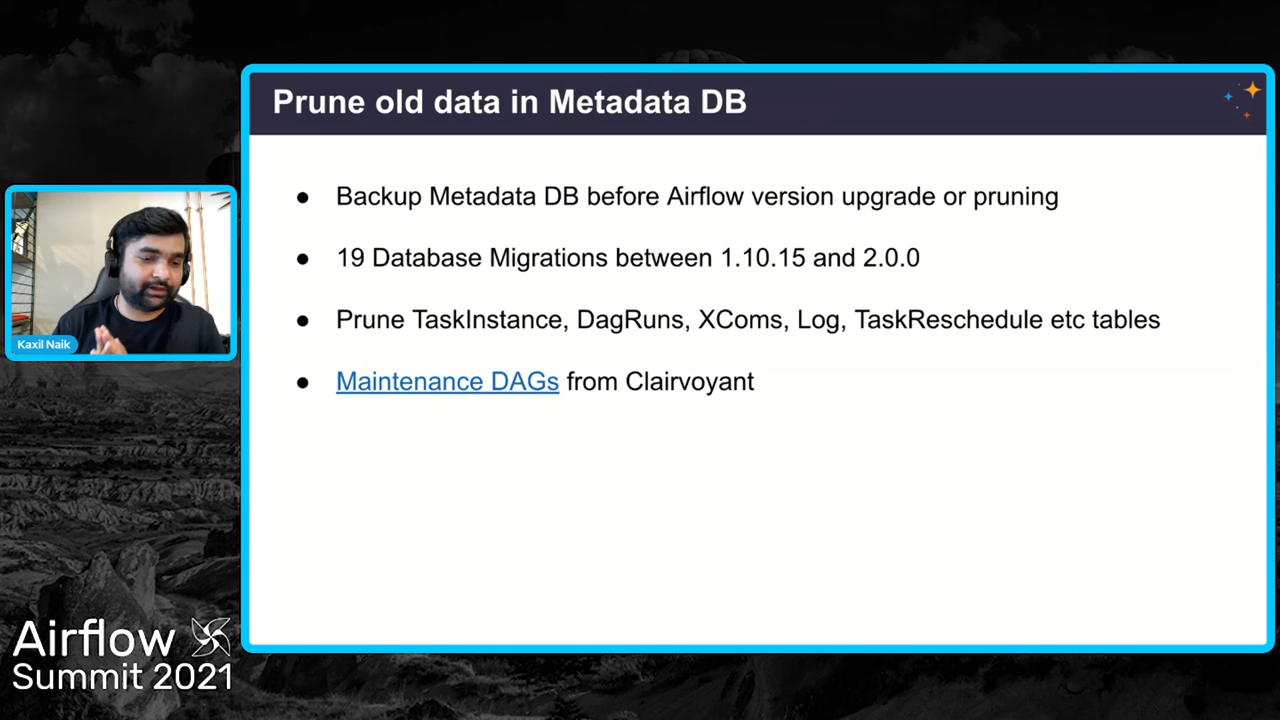 Prune old data in Metadata DB
● Backup Metadata DB before Airflow version upgrade or pruning
● 19 Database Migrations between 1.10.15 and 2.0.0
● Prune TaskInstance, DagRuns, XComs, Log, TaskReschedule etc tables
● Maintenance DAGs from Clairvoyant
Kaxil Naik
Airflow
Summit 2021